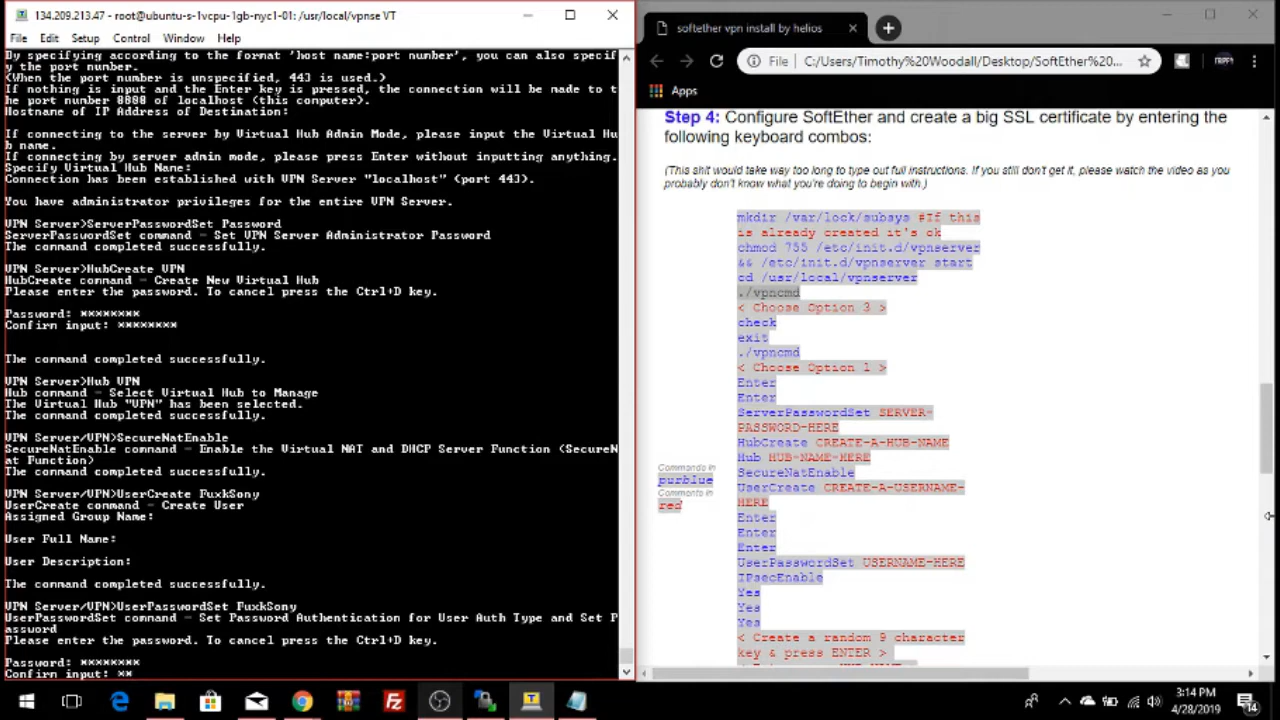 134.209.213.47 - root@ubuntu-s-1vcpu-1gb-nyc1-01: /usr/local/vpnse VT
File Edit Setup Control Window Help
By specifying according to the format 'host name:port number', you can also specif
y the port number.
(When the port number is unspecified, 443 is used.)
If nothing is input and the Enter key is pressed, the connection will be made to t
he port number 8888 of localhost (this computer).
Hostname of IP Address of Destination:
If connecting to the server by Virtual Hub Admin Mode, please input the Virtual Hu
b name.
If connecting by server admin mode, please press Enter without inputting anything.
Specify Virtual Hub Name:
Connection has been established with VPN Server "localhost" (port 443).
You have administrator privileges for the entire VPN Server.
VPN Server>ServerPasswordSet Password
ServerPasswordSet command - Set VPN Server Administrator Password
The command completed successfully.
VPN Server>HubCreate VPN
HubCreate command - Create New Virtual Hub
Please enter the password. To cancel press the Ctrl+D key.
Password: ********
Confirm input: ********
The command completed successfully.
VPN Server>Hub VPN
Hub command - Select Virtual Hub to Manage
The Virtual Hub "VPN" has been selected.
The command completed successfully.
VPN Server/VPN>SecureNatEnable
SecureNatEnable command - Enable the Virtual NAT and DHCP Server Function (SecureN
at Function)
The command completed successfully.
VPN Server/VPN>UserCreate FuxkSony
UserCreate command - Create User
Assigned Group Name:
User Full Name:
User Description:
The command completed successfully.
VPN Server/VPN>UserPasswordSet FuxkSony
UserPasswordSet command - Set Password Authentication for User Auth Type and Set P
assword
Please enter the password. To cancel press the Ctrl+D key.
Password: ********
Confirm input: **
softether vpn install by helios
File C:/Users/Timothy%20Woodall/Desktop/SoftEther%20...
Apps
Step 4: Configure SoftEther and create a big SSL certificate by entering the
following keyboard combos:
(This shit would take way too long to type out full instructions. If you still don't get it, please watch the video as you
probably don't know what you're doing to begin with.)
mkdir /var/lock/subsys #If this
is already created it's ok
chmod 755 /etc/init.d/vpnserver
&& /etc/init.d/vpnserver start
cd /usr/local/vpnserver
./vpncmd
< Choose Option 3 >
check
exit
./vpncmd
< Choose Option 1 >
Enter
Enter
ServerPasswordSet SERVER-
PASSWORD-HERE
HubCreate CREATE-A-HUB-NAME
Hub HUB-NAME-HERE
SecureNatEnable
UserCreate CREATE-A-USERNAME-
HERE
Enter
Enter
Enter
UserPasswordSet USERNAME-HERE
IPsecEnable
Yes
Yes
Yes
< Create a random 9 character
key & press ENTER >
Commands in
purblue
Comments in
red
3:14 PM
4/28/2019
14